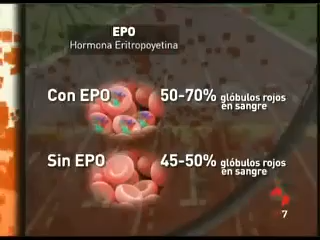 EPO
Hormona Eritropoyetina
Con EPO
50-70% glóbulos rojos
en sangre
Sin EPO
45-50% glóbulos rojos
en sangre
7